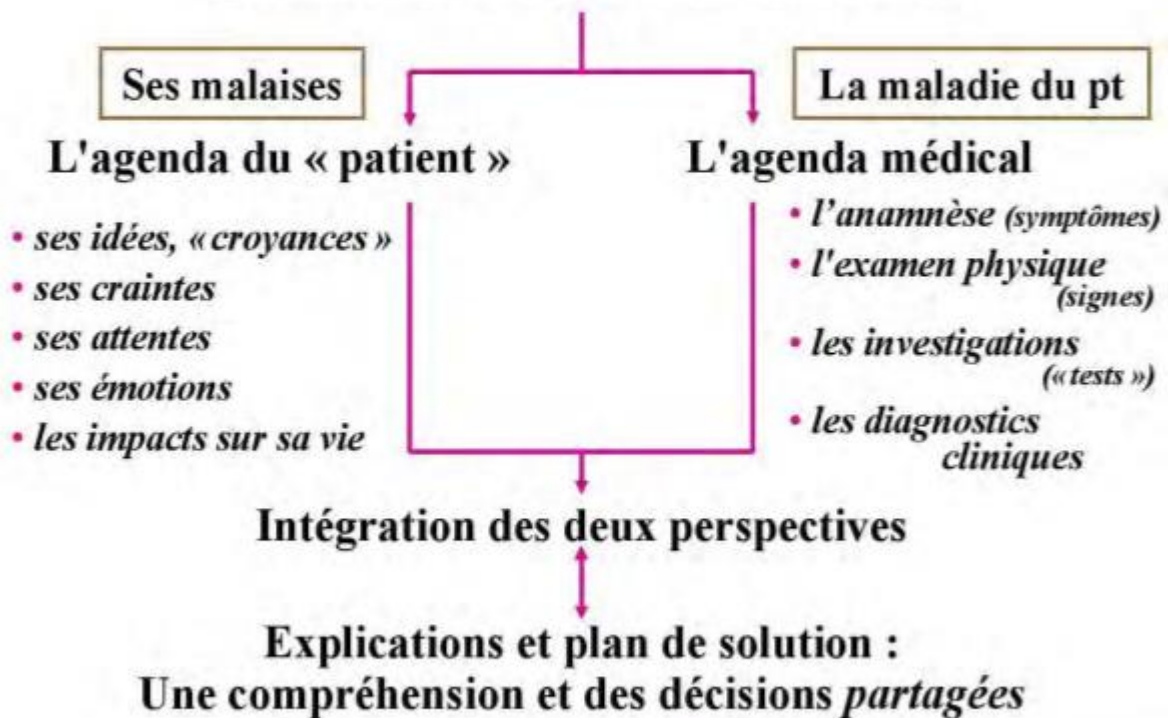 Ses malaises
L'agenda du « patient »
• ses idées, « croyances »
• ses craintes
• ses attentes
• ses émotions
• les impacts sur sa vie
La maladie du pt
L'agenda médical
• l’anamnèse (symptômes)
• l'examen physique
(signes)
• les investigations
(« tests »)
• les diagnostics
cliniques
Intégration des deux perspectives
Explications et plan de solution :
Une compréhension et des décisions partagées